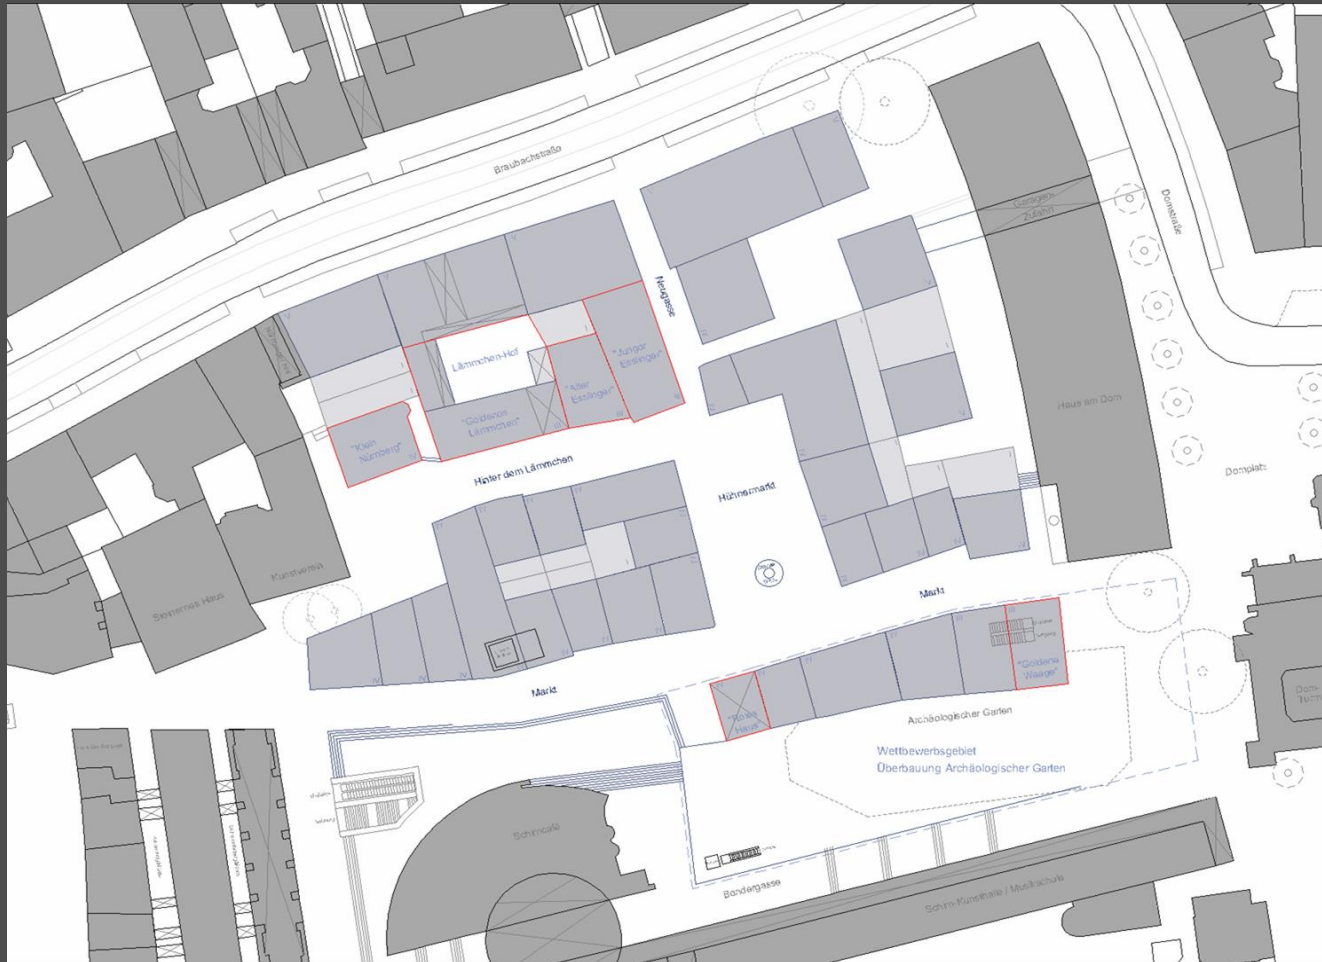 Braubachstraße
Garagen-
Zufahrt
Domstraße
Neugasse
Lämmchen-Hof
"Junger
Esslinger"
"Alter
Esslinger"
"Goldenes
Lämmchen"
"Klein
Nürnberg"
Haus am Dom
Hinter dem Lämmchen
Hühnermarkt
Domplatz
Kunstverein
Steinernes Haus
Markt
"Goldene
Waage"
Markt
"Rotes
Haus"
Archäologischer Garten
Wettbewerbsgebiet
Überbauung Archäologischer Garten
Schirncafé
Bendergasse
Schirn-Kunsthalle / Musikschule